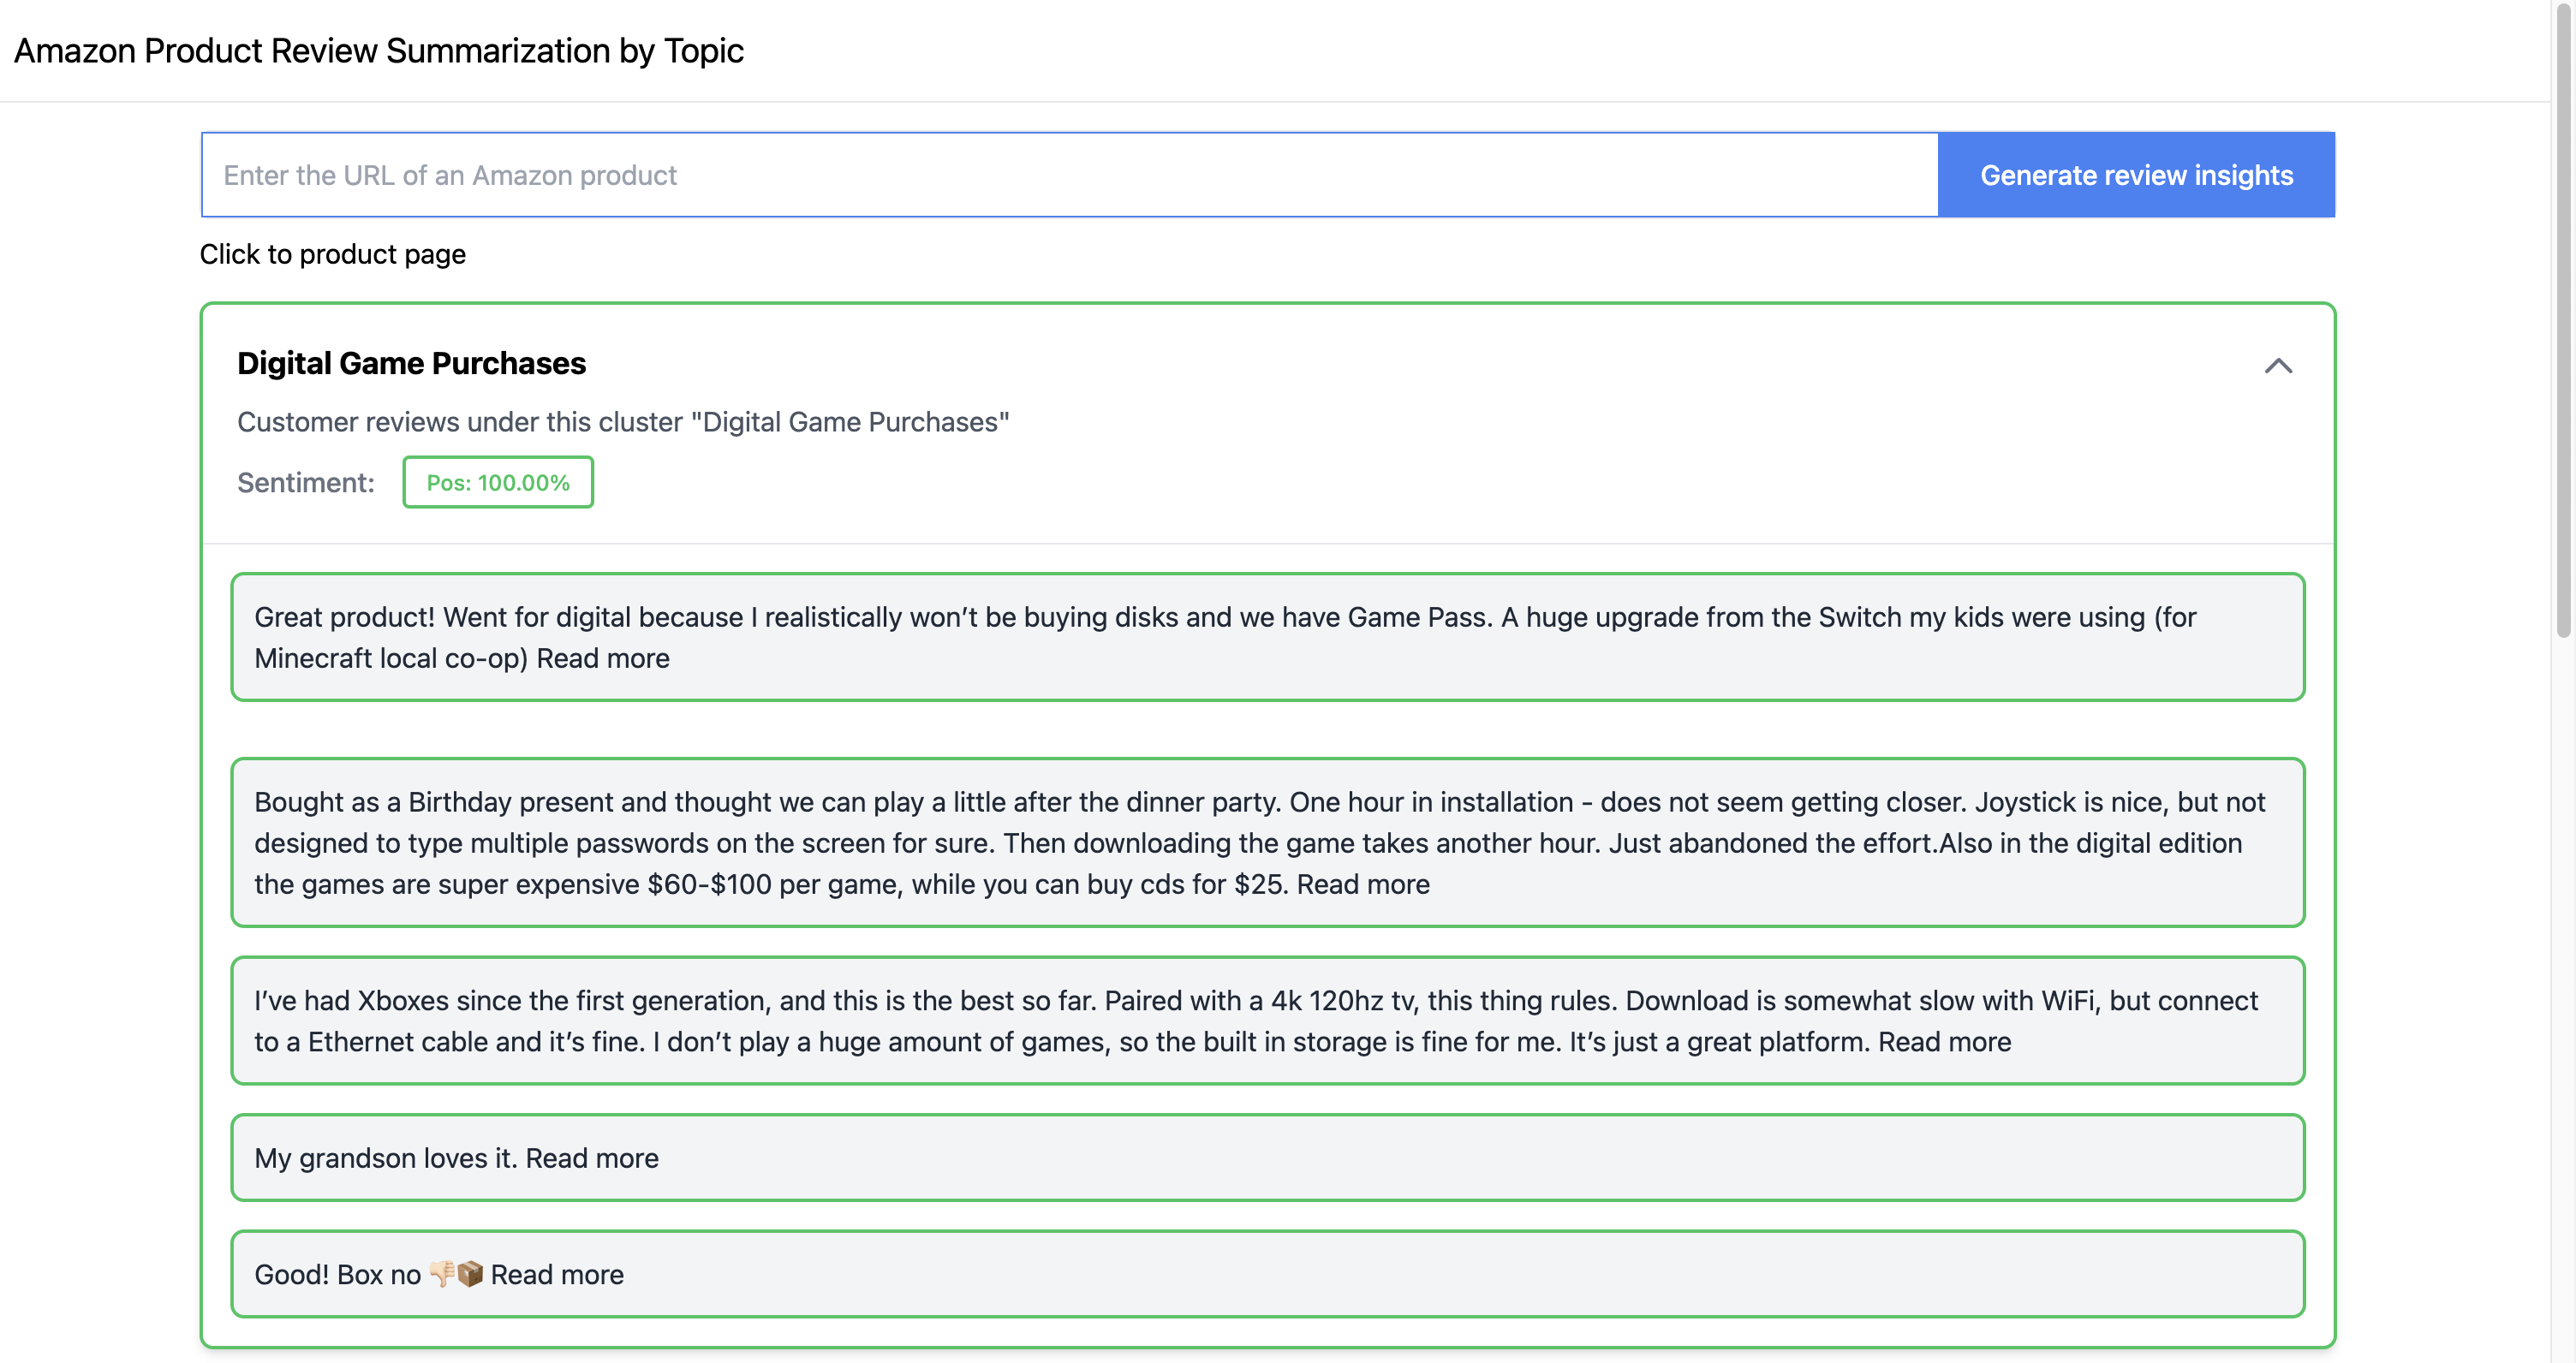 Amazon Product Review Summarization by Topic
Enter the URL of an Amazon product
Generate review insights
Click to product page
Digital Game Purchases
Customer reviews under this cluster "Digital Game Purchases"
Sentiment:
Pos: 100.00%
Great product! Went for digital because I realistically won’t be buying disks and we have Game Pass. A huge upgrade from the Switch my kids were using (for
Minecraft local co-op) Read more
Bought as a Birthday present and thought we can play a little after the dinner party. One hour in installation - does not seem getting closer. Joystick is nice, but not
designed to type multiple passwords on the screen for sure. Then downloading the game takes another hour. Just abandoned the effort.Also in the digital edition
the games are super expensive $60-$100 per game, while you can buy cds for $25. Read more
I’ve had Xboxes since the first generation, and this is the best so far. Paired with a 4k 120hz tv, this thing rules. Download is somewhat slow with WiFi, but connect
to a Ethernet cable and it’s fine. I don’t play a huge amount of games, so the built in storage is fine for me. It’s just a great platform. Read more
My grandson loves it. Read more
Good! Box no 👎🏻📦 Read more